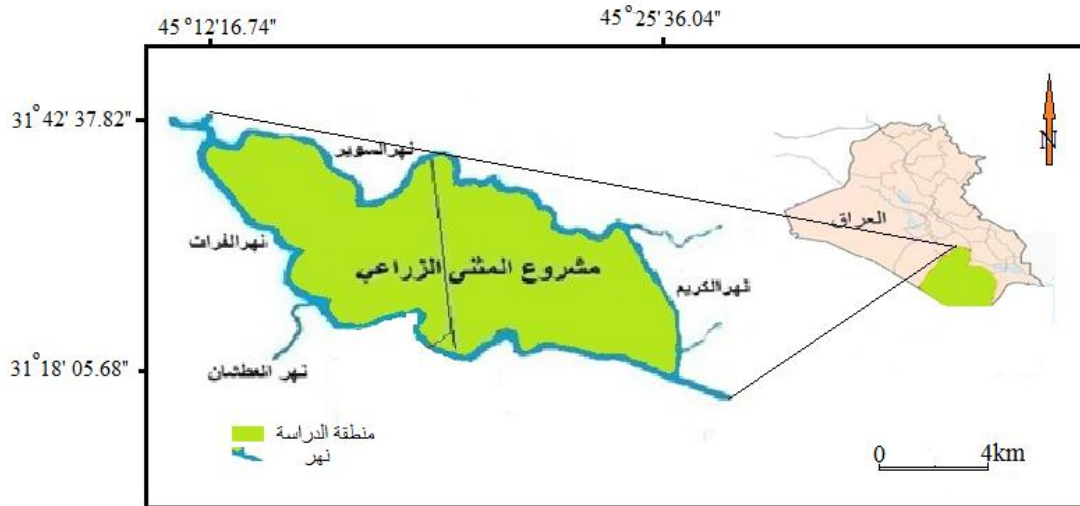 45°12'16.74"
45°25'36.04"
31°42'37.82"
N
نهر السوير
العراق
نهر الفرات
مشروع المثنى الزراعي
نهر الكريم
31°18'05.68"
نهر العطشان
منطقة الدراسة
نهر
0
4km